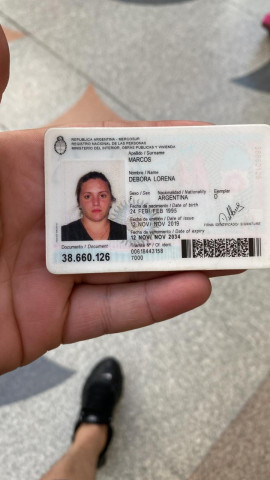 REPUBLICA ARGENTINA - MERCOSUR
REGISTRO NACIONAL DE LAS PERSONAS
MINISTERIO DEL INTERIOR, OBRAS PÚBLICAS Y VIVIENDA
Apellido / Surname
MARCOS
Nombre / Name
DEBORA LORENA
Sexo / Sex Nacionalidad / Nationality Ejemplar
F ARGENTINA D
Fecha de nacimiento / Date of birth
24 FEB/ FEB 1995
Fecha de emisión / Date of issue
12 NOV/ NOV 2019
Fecha de vencimiento / Date of expiry
12 NOV/ NOV 2034
Trámite Nº / Of. ident.
00618443158
7000
Documento / Document
38.660.126
FIRMA IDENTIFICADO/ SIGNATURE